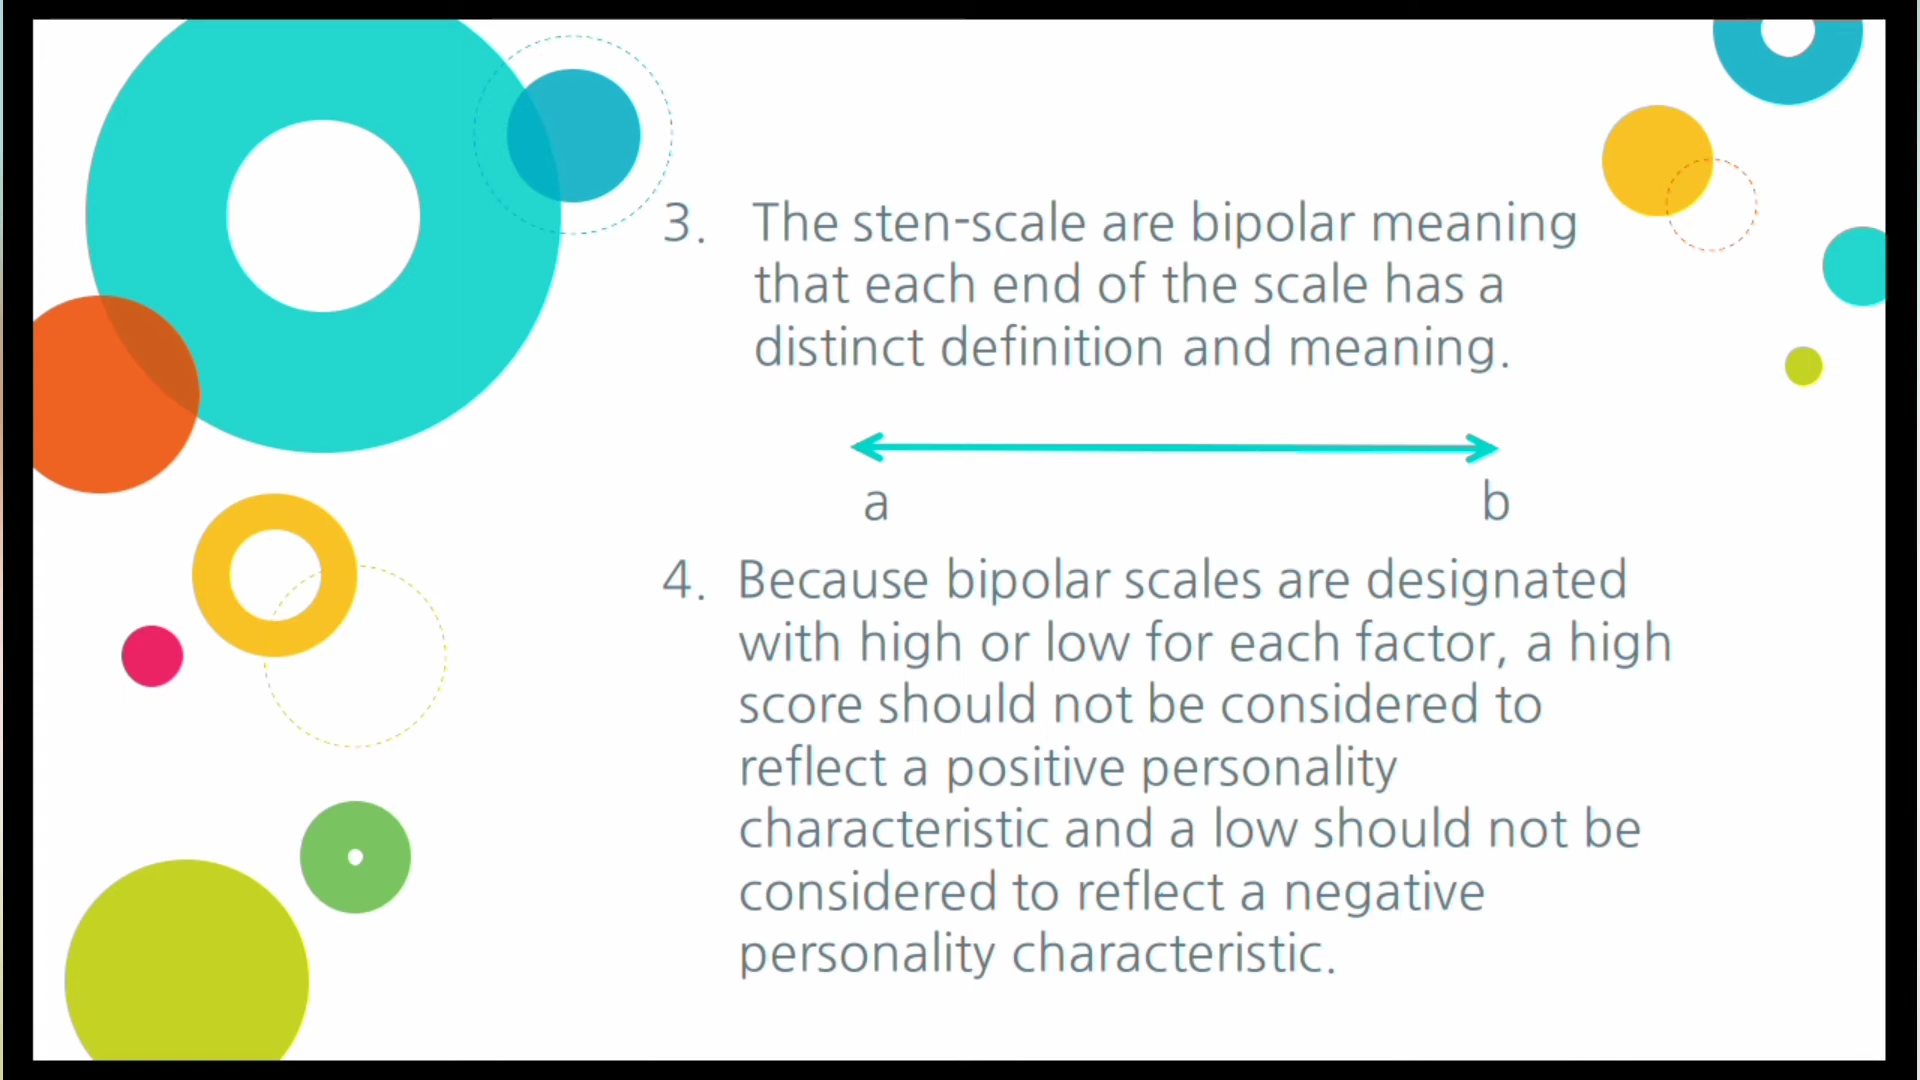 3. The sten-scale are bipolar meaning
that each end of the scale has a
distinct definition and meaning.
a b
4. Because bipolar scales are designated
with high or low for each factor, a high
score should not be considered to
reflect a positive personality
characteristic and a low should not be
considered to reflect a negative
personality characteristic.